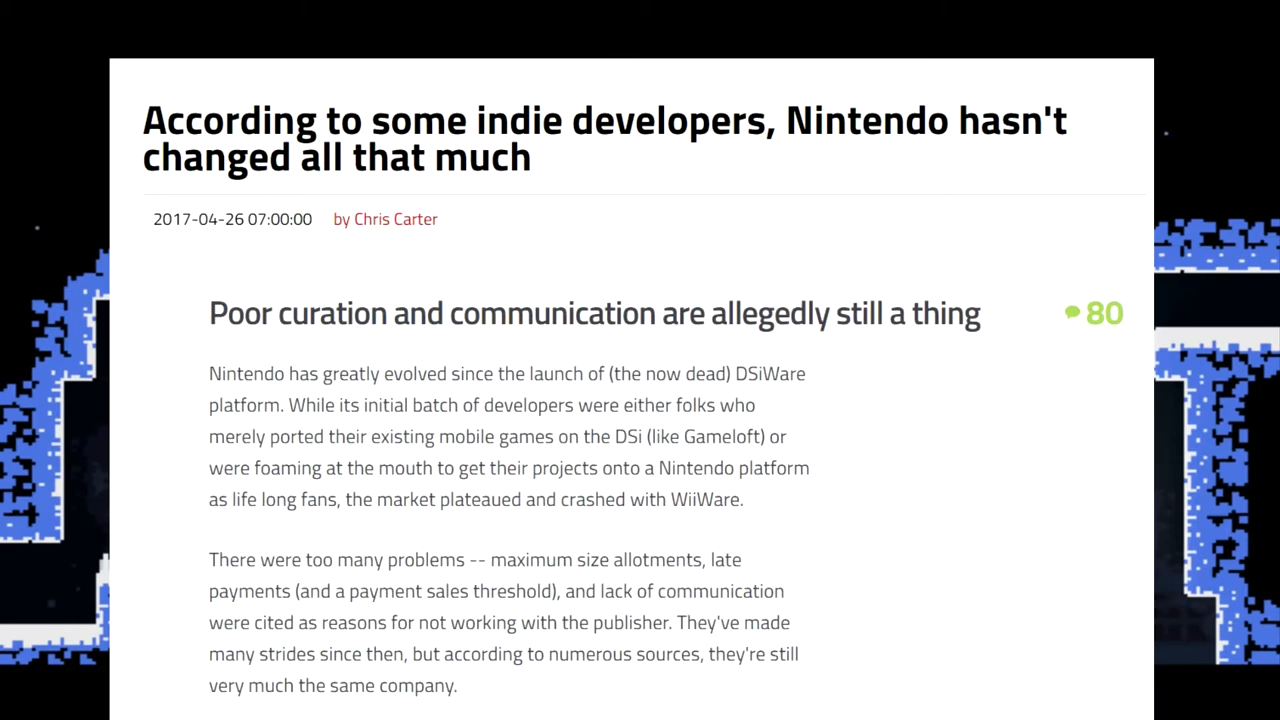 According to some indie developers, Nintendo hasn't
changed all that much
2017-04-26 07:00:00 by Chris Carter
Poor curation and communication are allegedly still a thing 80
Nintendo has greatly evolved since the launch of (the now dead) DSiWare
platform. While its initial batch of developers were either folks who
merely ported their existing mobile games on the DSi (like Gameloft) or
were foaming at the mouth to get their projects onto a Nintendo platform
as life long fans, the market plateaued and crashed with WiiWare.
There were too many problems -- maximum size allotments, late
payments (and a payment sales threshold), and lack of communication
were cited as reasons for not working with the publisher. They've made
many strides since then, but according to numerous sources, they're still
very much the same company.